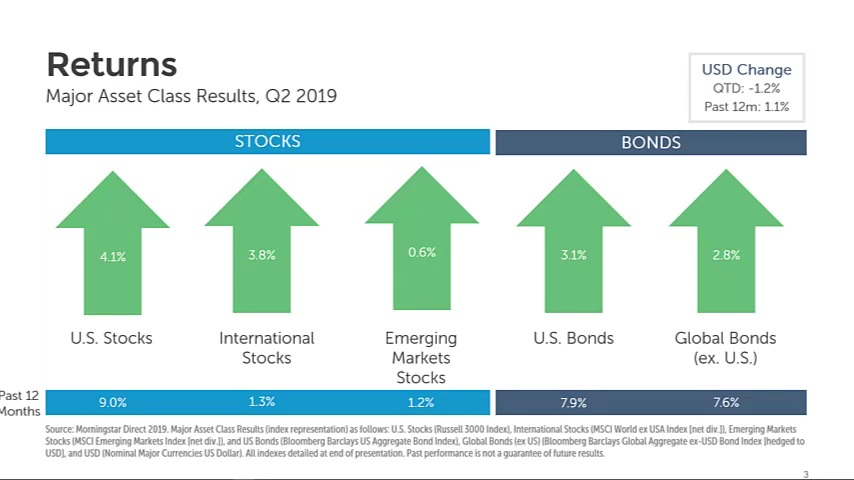 Returns
Major Asset Class Results, Q2 2019
USD Change
QTD: -1.2%
Past 12m: 1.1%
STOCKS
BONDS
4.1%
3.8%
0.6%
3.1%
2.8%
U.S. Stocks
International
Stocks
Emerging
Markets
Stocks
U.S. Bonds
Global Bonds
(ex. U.S.)
Past 12
Months
9.0%
1.3%
1.2%
7.9%
7.6%
Source: Morningstar Direct 2019. Major Asset Class Results (index representation) as follows: U.S. Stocks (Russell 3000 Index), International Stocks (MSCI World ex USA Index [net div.]), Emerging Markets
Stocks (MSCI Emerging Markets Index [net div.]), and US Bonds (Bloomberg Barclays US Aggregate Bond Index), Global Bonds (ex US) (Bloomberg Barclays Global Aggregate ex-USD Bond Index [hedged to
USD], and USD (Nominal Major Currencies US Dollar). All indexes detailed at end of presentation. Past performance is not a guarantee of future results.
3